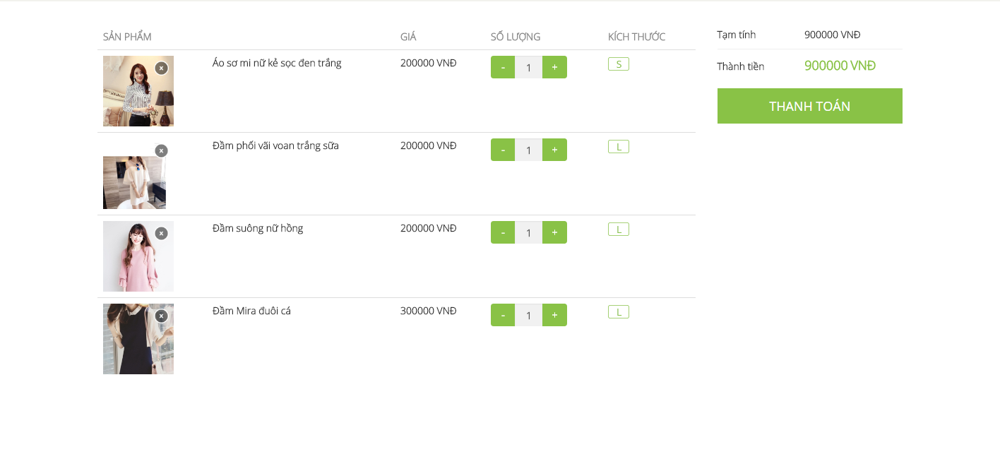 SẢN PHẨM GIÁ SỐ LƯỢNG KÍCH THƯỚC
x Áo sơ mi nữ kẻ sọc đen trắng 200000 VNĐ - 1 + S
x Đầm phối vãi voan trắng sữa 200000 VNĐ - 1 + L
x Đầm suông nữ hồng 200000 VNĐ - 1 + L
x Đầm Mira đuôi cá 300000 VNĐ - 1 + L
Tạm tính 900000 VNĐ
Thành tiền 900000 VNĐ
THANH TOÁN